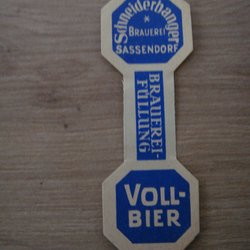 Schneiderbanger
BRAUEREI
SASSENDORF
BRAUEREI-
FÜLLUNG
VOLL-
BIER